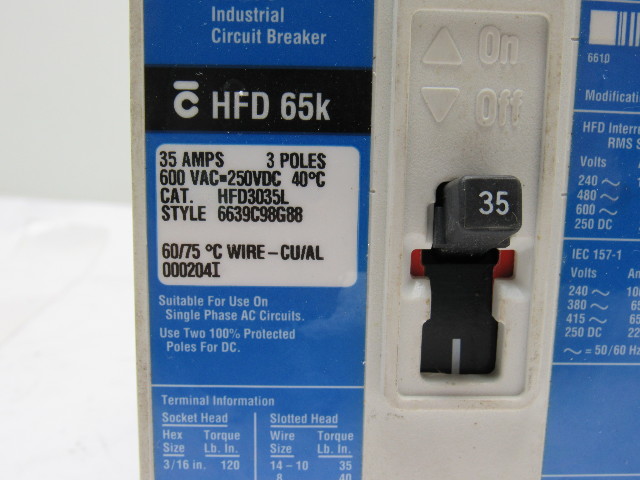 Industrial
Circuit Breaker
HFD 65k
35 AMPS 3 POLES
600 VAC=250VDC 40°C
CAT. HFD3035L
STYLE 6639C98G88
60/75 °C WIRE-CU/AL
000204I
Suitable For Use On
Single Phase AC Circuits.
Use Two 100% Protected
Poles For DC.
Terminal Information
Socket Head
Hex Torque
Size Lb. In.
3/16 in. 120
Slotted Head
Wire Torque
Size Lb. In.
14 – 10 35
8 40
On
Off
35
6610
HFD
RMS
Volts
240 ~
480 ~
600 ~
250 DC
IEC 157-1
Volts
240 ~
380 ~
415 ~
250 DC
~ = 50/60